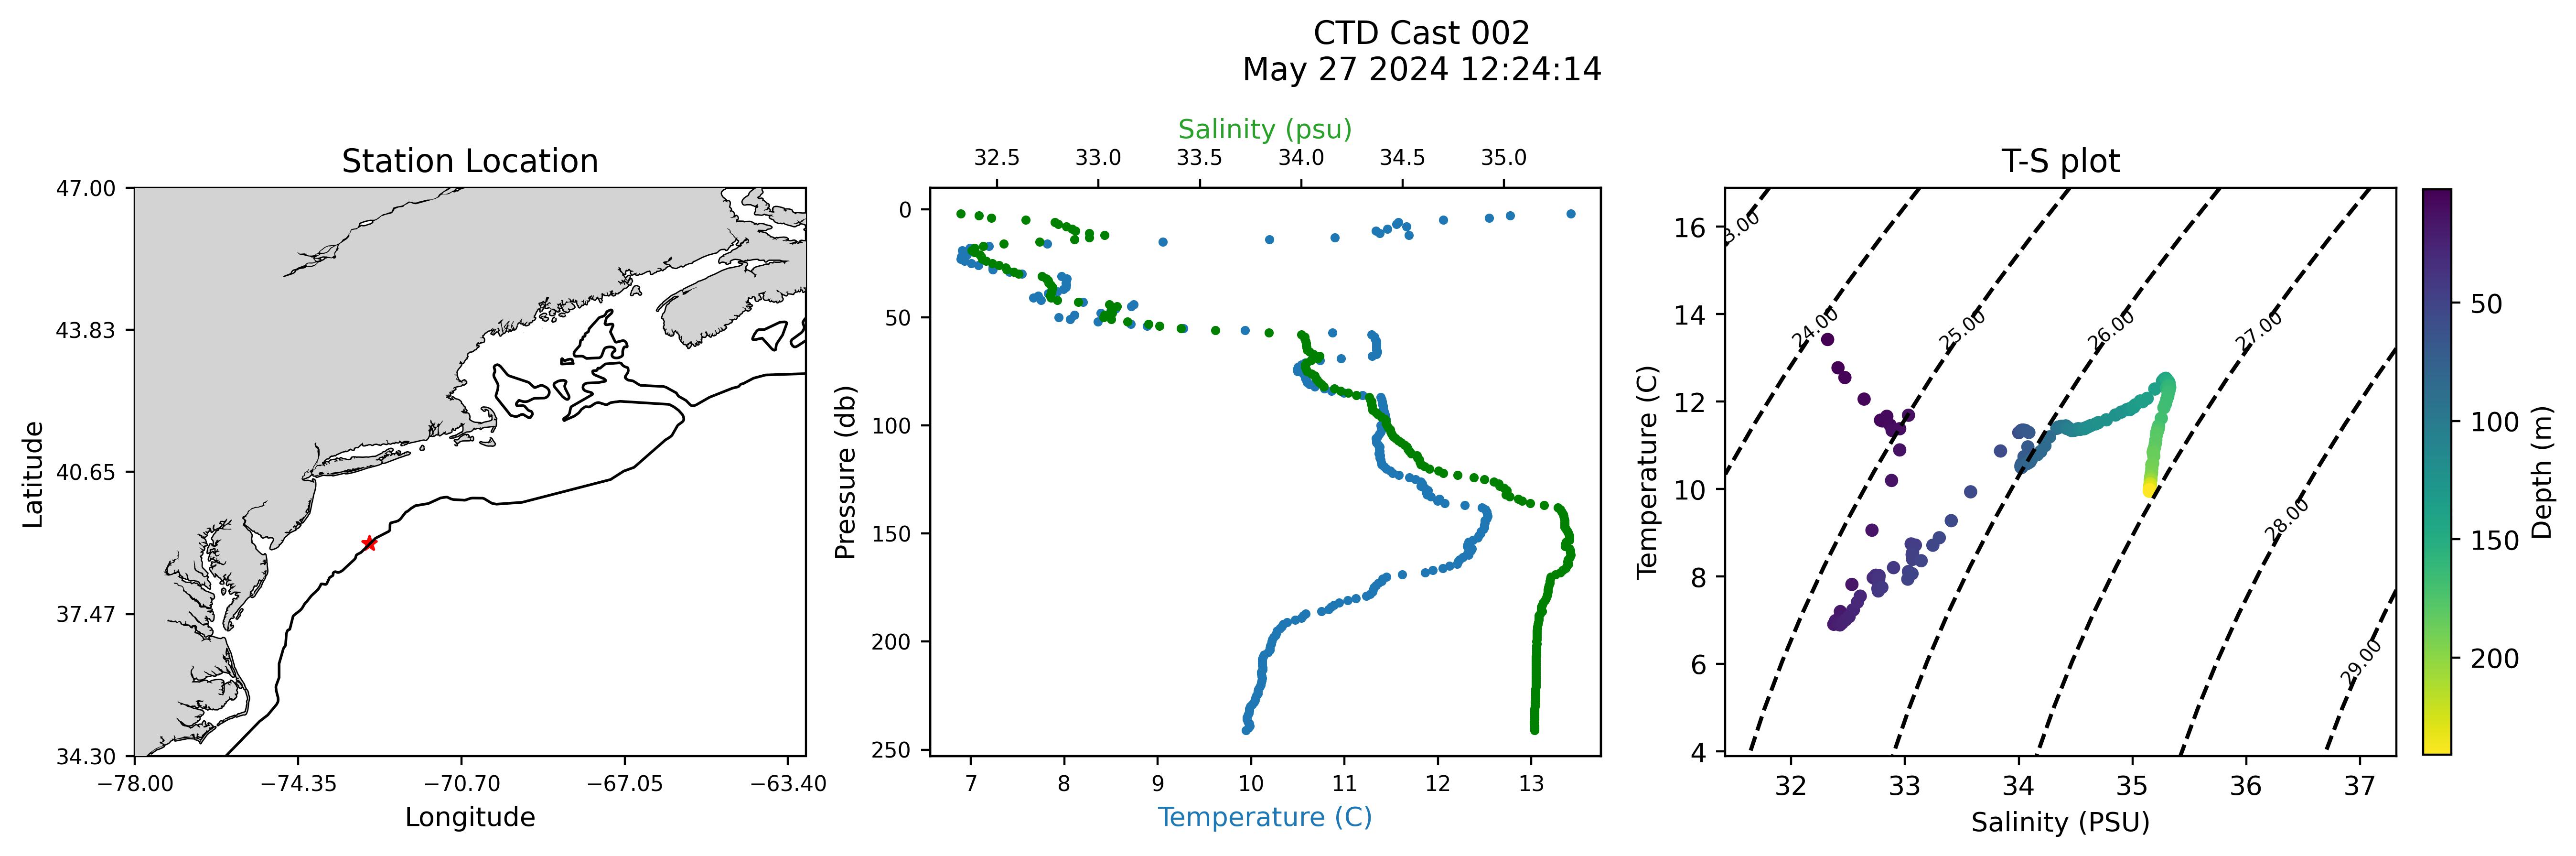 CTD Cast 002
May 27 2024 12:24:14
Station Location
47.00
43.83
40.65
37.47
34.30
Latitude
−78.00 −74.35 −70.70 −67.05 −63.40
Longitude
Salinity (psu)
32.5 33.0 33.5 34.0 34.5 35.0
0
50
100
150
200
250
Pressure (db)
7 8 9 10 11 12 13
Temperature (C)
T-S plot
16
14
12
10
8
6
4
Temperature (C)
3.00
24.00
25.00
26.00
27.00
28.00
29.00
32 33 34 35 36 37
Salinity (PSU)
50
100
150
200
Depth (m)